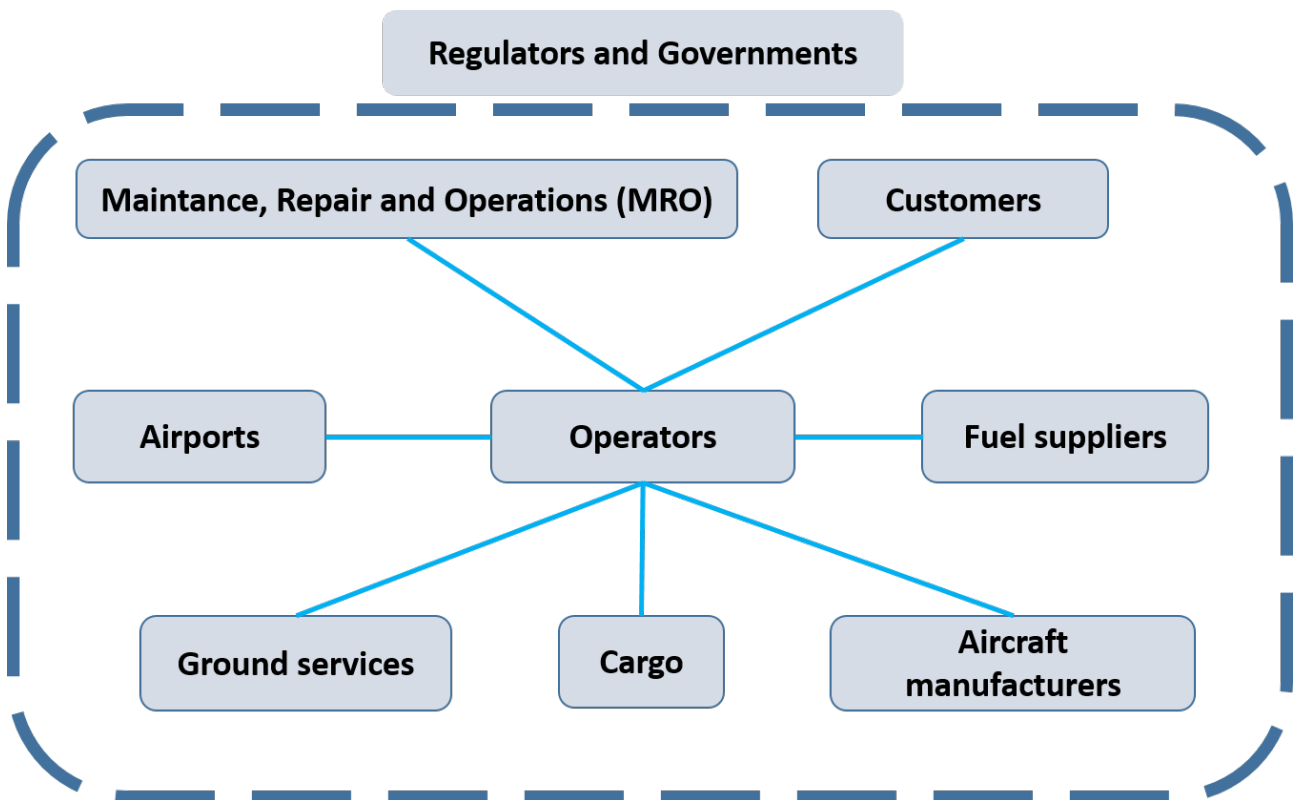 Regulators and Governments
Maintance, Repair and Operations (MRO)
Customers
Airports
Operators
Fuel suppliers
Ground services
Cargo
Aircraft
manufacturers